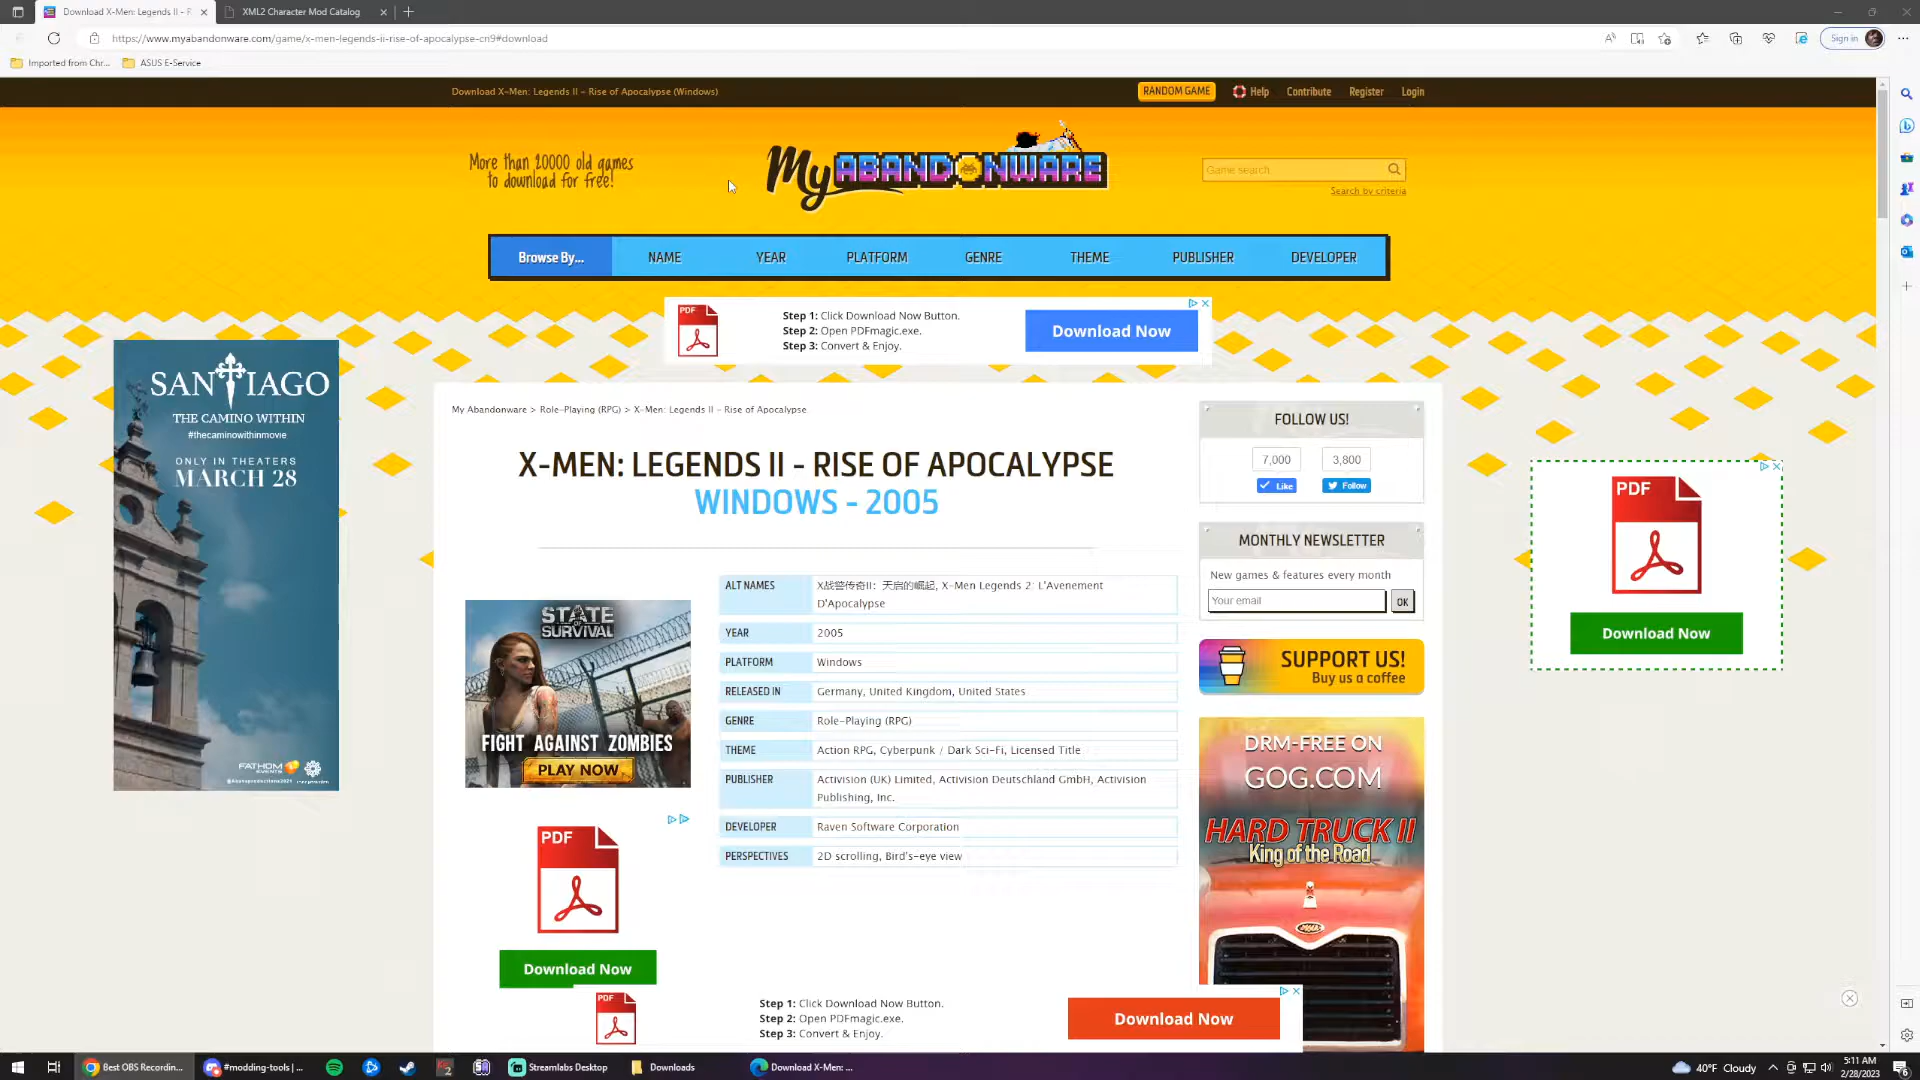 Download X-Men: Legends II - F
XML2 Character Mod Catalog
https://www.myabandonware.com/game/x-men-legends-ii-rise-of-apocalypse-cn9#download
Sign in
Imported from Chr...
ASUS E-Service
Download X-Men: Legends II - Rise of Apocalypse (Windows)
RANDOM GAME
Help
Contribute
Register
Login
More than 20000 old games
to download for free!
My ABANDONWARE
Game search
Search by criteria
Browse By...
NAME
YEAR
PLATFORM
GENRE
THEME
PUBLISHER
DEVELOPER
PDF
Step 1: Click Download Now Button.
Step 2: Open PDFmagic.exe.
Step 3: Convert & Enjoy.
Download Now
SANTIAGO
THE CAMINO WITHIN
#thecaminowithinmovie
ONLY IN THEATERS
MARCH 28
FATHOM
EVENTS
My Abandonware > Role-Playing (RPG) > X-Men: Legends II - Rise of Apocalypse
X-MEN: LEGENDS II - RISE OF APOCALYPSE
WINDOWS - 2005
STATE OF
SURVIVAL
FIGHT AGAINST ZOMBIES
PLAY NOW
ALT NAMES
X战警传奇II：天启的崛起, X-Men Legends 2: L'Avenement
D'Apocalypse
YEAR
2005
PLATFORM
Windows
RELEASED IN
Germany, United Kingdom, United States
GENRE
Role-Playing (RPG)
THEME
Action RPG, Cyberpunk / Dark Sci-Fi, Licensed Title
PUBLISHER
Activision (UK) Limited, Activision Deutschland GmbH, Activision
Publishing, Inc.
DEVELOPER
Raven Software Corporation
PERSPECTIVES
2D scrolling, Bird's-eye view
PDF
Download Now
PDF
Step 1: Click Download Now Button.
Step 2: Open PDFmagic.exe.
Step 3: Convert & Enjoy.
Download Now
FOLLOW US!
7,000
3,800
Like
Follow
MONTHLY NEWSLETTER
New games & features every month
Your email
OK
SUPPORT US!
Buy us a coffee
DRM-FREE ON
GOG.COM
HARD TRUCK II
King of the Road
PDF
Download Now
Best OBS Recordin...
#modding-tools | ...
Streamlabs Desktop
Downloads
Download X-Men: ...
40°F Cloudy
5:11 AM
2/28/2023